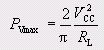 P_Vmax = 2/π V_CC^2/R_L